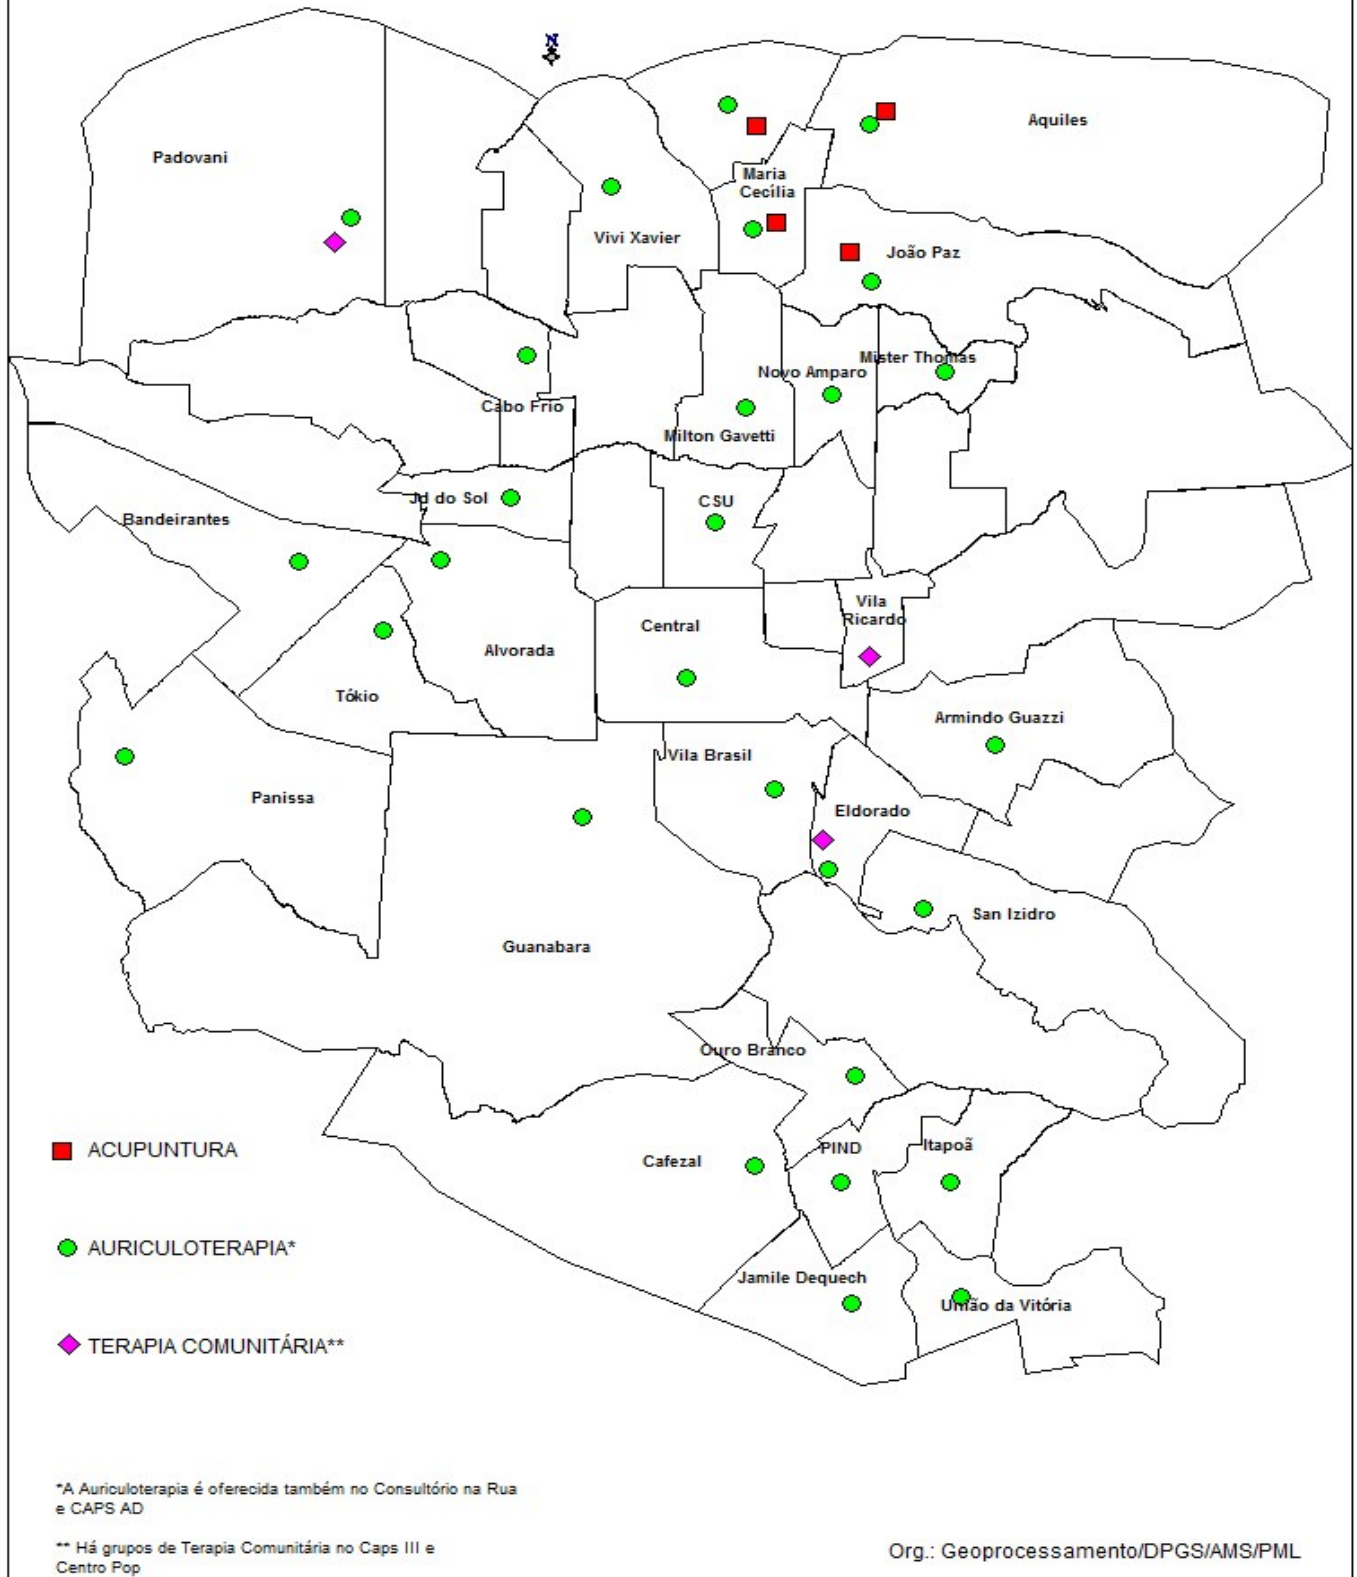 N
Aquiles
Padovani
Maria
Cecília
Vivi Xavier
João Paz
Mister Thomas
Novo Amparo
Cabo Frio
Milton Gavetti
Jd do Sol
CSU
Bandeirantes
Vila
Ricardo
Central
Alvorada
Tókio
Armindo Guazzi
Vila Brasil
Panissa
Eldorado
San Izidro
Guanabara
Ouro Branco
ACUPUNTURA
PIND
Itapoã
Cafezal
AURICULOTERAPIA*
Jamile Dequech
União da Vitória
TERAPIA COMUNITÁRIA**
*A Auriculoterapia é oferecida também no Consultório na Rua
e CAPS AD
** Há grupos de Terapia Comunitária no Caps III e
Centro Pop
Org.: Geoprocessamento/DPGS/AMS/PML